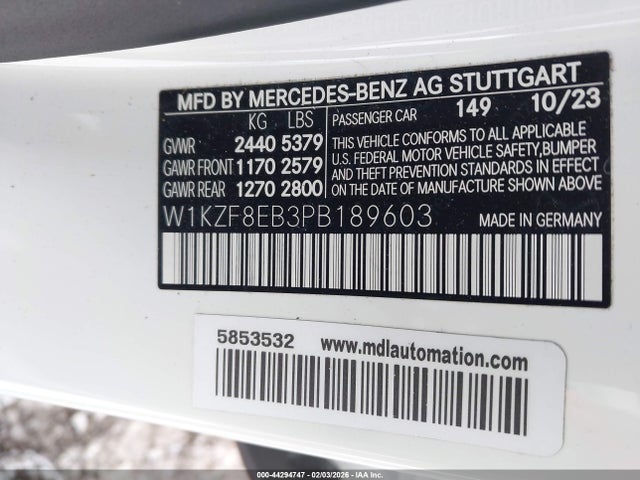 MFD BY MERCEDES-BENZ AG STUTTGART
KG LBS PASSENGER CAR 149 10/23
GVWR 2440 5379
GAWR FRONT 1170 2579
GAWR REAR 1270 2800
THIS VEHICLE CONFORMS TO ALL APPLICABLE
U.S. FEDERAL MOTOR VEHICLE SAFETY,BUMPER
AND THEFT PREVENTION STANDARDS IN EFFECT
ON THE DATE OF MANUFACTURE SHOWN ABOVE
W1KZF8EB3PB189603 MADE IN GERMANY
5853532 www.mdlautomation.com
000-44294747 - 02/03/2026 - IAAI